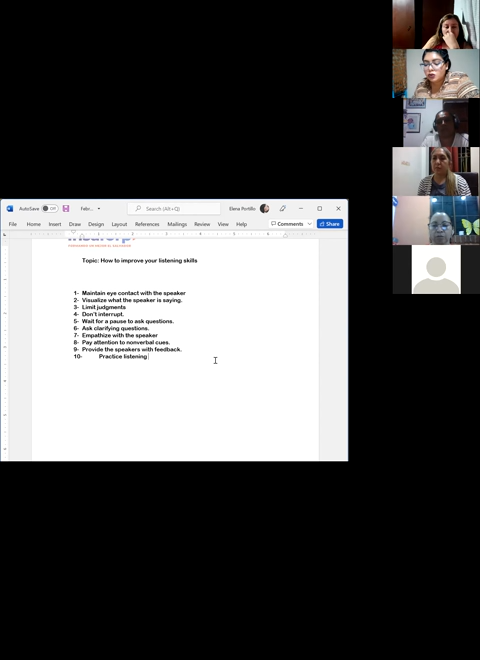 AutoSave Off Febr... Search (Alt+Q) Elena Portillo
File Home Insert Draw Design Layout References Mailings Review View Help Comments Share
Topic: How to improve your listening skills
1- Maintain eye contact with the speaker
2- Visualize what the speaker is saying.
3- Limit judgments
4- Don't interrupt.
5- Wait for a pause to ask questions.
6- Ask clarifying questions.
7- Empathize with the speaker
8- Pay attention to nonverbal cues.
9- Provide the speakers with feedback.
10- Practice listening